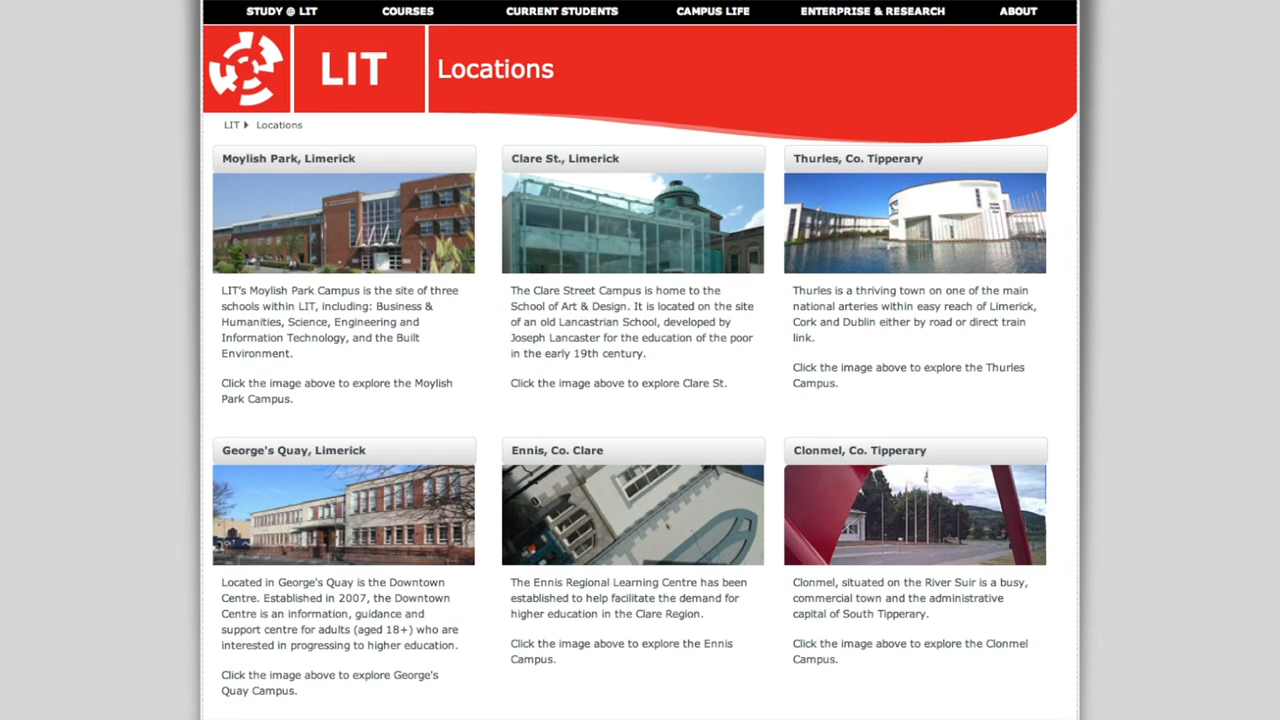 STUDY @ LIT COURSES CURRENT STUDENTS CAMPUS LIFE ENTERPRISE & RESEARCH ABOUT
LIT Locations
LIT Locations
Moylish Park, Limerick
LIT's Moylish Park Campus is the site of three
schools within LIT, including: Business &
Humanities, Science, Engineering and
Information Technology, and the Built
Environment.
Click the image above to explore the Moylish
Park Campus.
Clare St., Limerick
The Clare Street Campus is home to the
School of Art & Design. It is located on the site
of an old Lancastrian School, developed by
Joseph Lancaster for the education of the poor
in the early 19th century.
Click the image above to explore Clare St.
Thurles, Co. Tipperary
Thurles is a thriving town on one of the main
national arteries within easy reach of Limerick,
Cork and Dublin either by road or direct train
link.
Click the image above to explore the Thurles
Campus.
George's Quay, Limerick
Located in George's Quay is the Downtown
Centre. Established in 2007, the Downtown
Centre is an information, guidance and
support centre for adults (aged 18+) who are
interested in progressing to higher education.
Click the image above to explore George's
Quay Campus.
Ennis, Co. Clare
The Ennis Regional Learning Centre has been
established to help facilitate the demand for
higher education in the Clare Region.
Click the image above to explore the Ennis
Campus.
Clonmel, Co. Tipperary
Clonmel, situated on the River Suir is a busy,
commercial town and the administrative
capital of South Tipperary.
Click the image above to explore the Clonmel
Campus.